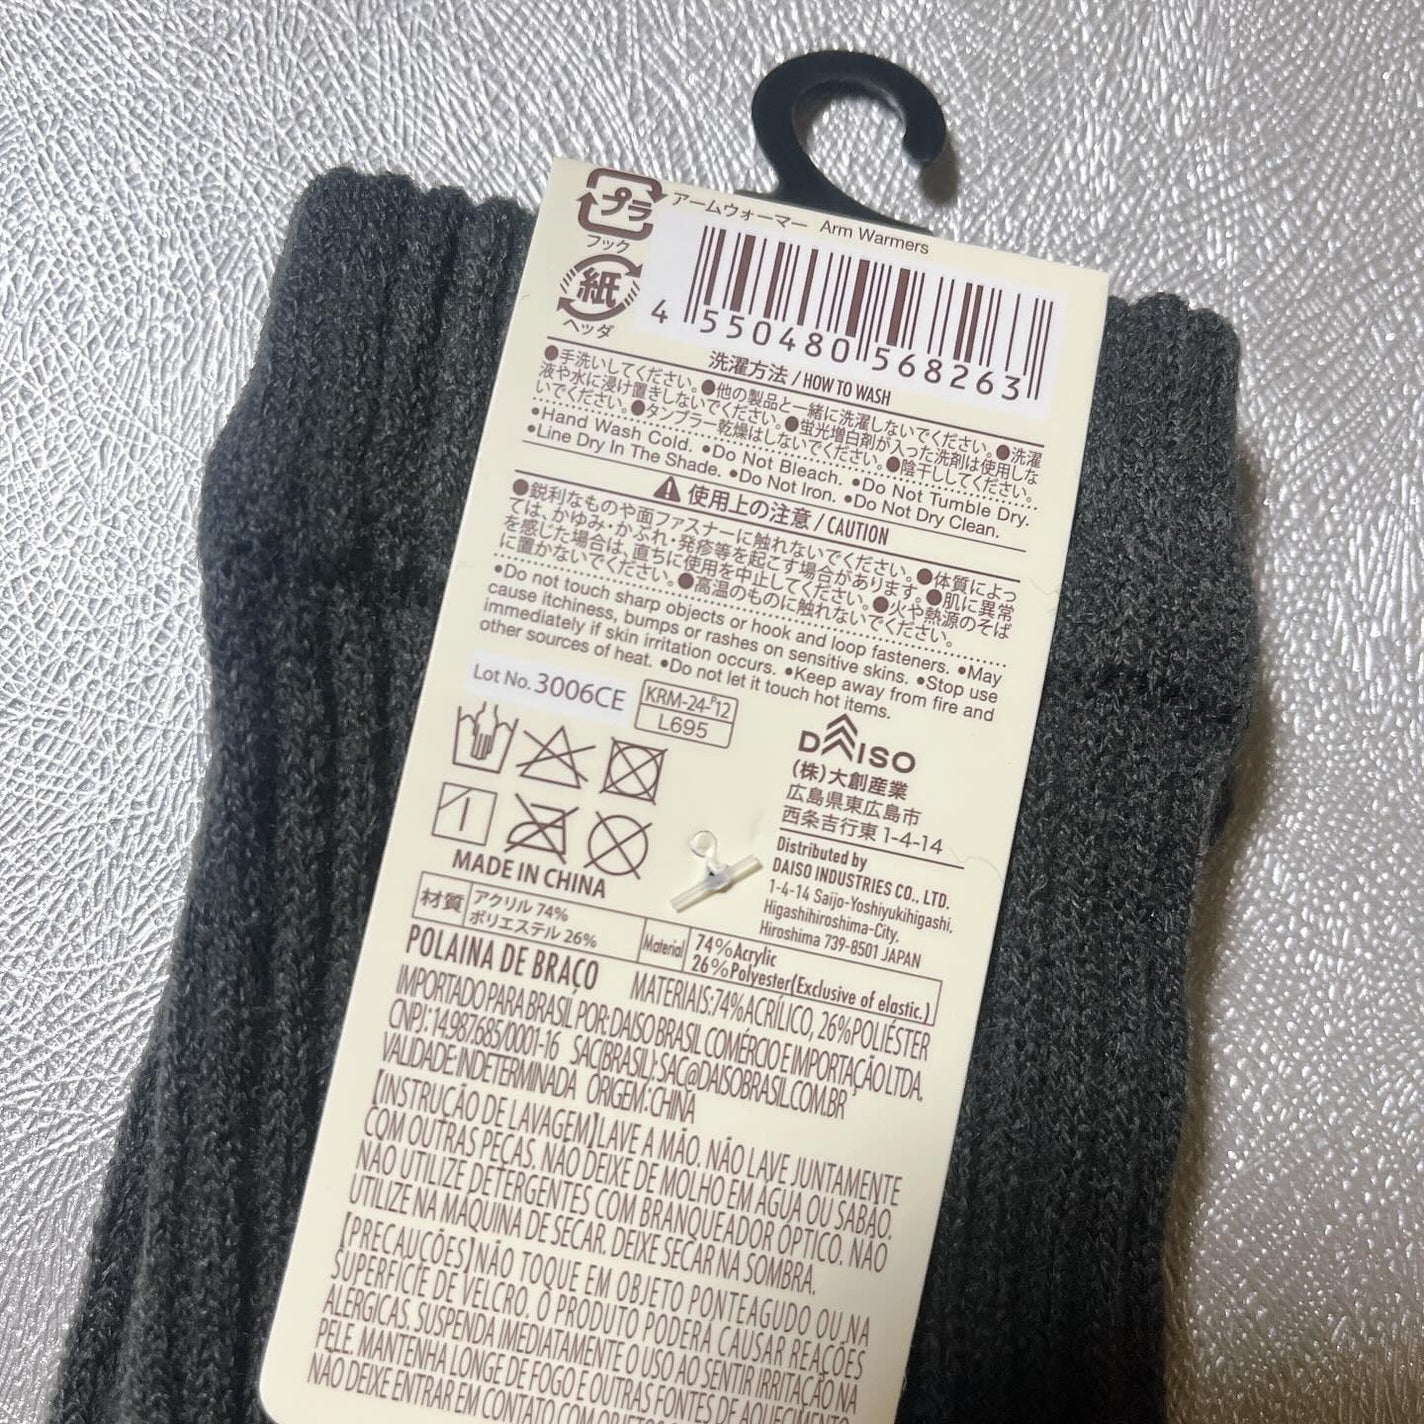 プラ
フック
紙
ヘッダ
アームウォーマー Arm Warmers
4 550480 568263
洗濯方法 / HOW TO WASH
●手洗いしてください。●他の製品と一緒に洗濯しないでください。●洗濯
液や水に浸け置きしないでください。●蛍光増白剤が入った洗剤は使用しな
いでください。●タンブラー乾燥はしないでください。●陰干ししてください。
•Hand Wash Cold. •Do Not Bleach. •Do Not Tumble Dry.
•Line Dry In The Shade. •Do Not Iron. •Do Not Dry Clean.
使用上の注意 / CAUTION
●鋭利なものや面ファスナーに触れないでください。●体質によっ
ては、かゆみ・かぶれ・発疹等を起こす場合があります。●肌に異常
を感じた場合は、直ちに使用を中止してください。●火や熱源のそば
に置かないでください。●高温のものに触れないでください。
•Do not touch sharp objects or hook and loop fasteners. •May
cause itchiness, bumps or rashes on sensitive skins. •Stop use
immediately if skin irritation occurs. •Keep away from fire and
other sources of heat. •Do not let it touch hot items.
Lot No. 3006CE
KRM-24-P12
L695
DAISO
(株)大創産業
広島県東広島市
西条吉行東 1-4-14
Distributed by
DAISO INDUSTRIES CO., LTD.
1-4-14 Saijo-Yoshiyukihigashi,
Higashihiroshima-City,
Hiroshima 739-8501 JAPAN
MADE IN CHINA
材質 アクリル 74%
ポリエステル 26%
Material 74%Acrylic
26%Polyester(Exclusive of elastic.)
POLAINA DE BRAÇO MATERIAIS:74%ACRÍLICO, 26%POLIÉSTER
IMPORTADO PARA BRASIL POR: DAISO BRASIL COMÉRCIO E IMPORTAÇÃO LTDA.
CNPJ: 14.987.685/0001-16 SAC(BRASIL): SAC@DAISOBRASIL.COM.BR
VALIDADE: INDETERMINADA ORIGEM: CHINA
【INSTRUÇÃO DE LAVAGEM】LAVE A MÃO. NÃO LAVE JUNTAMENTE
COM OUTRAS PEÇAS. NÃO DEIXE DE MOLHO EM ÁGUA OU SABÃO.
NÃO UTILIZE DETERGENTES COM BRANQUEADOR ÓPTICO. NÃO
UTILIZE NA MÁQUINA DE SECAR. DEIXE SECAR NA SOMBRA.
【PRECAUÇÕES】NÃO TOQUE EM OBJETO PONTEAGUDO OU NA
SUPERFÍCIE DE VELCRO. O PRODUTO PODERÁ CAUSAR REAÇÕES
ALÉRGICAS. SUSPENDA IMEDIATAMENTE O USO AO SENTIR IRRITAÇÃO NA
PELE. MANTENHA LONGE DE FOGO E OUTRAS FONTES DE AQUECIMENTO.
NÃO DEIXE ENTRAR EM CONTATO COM